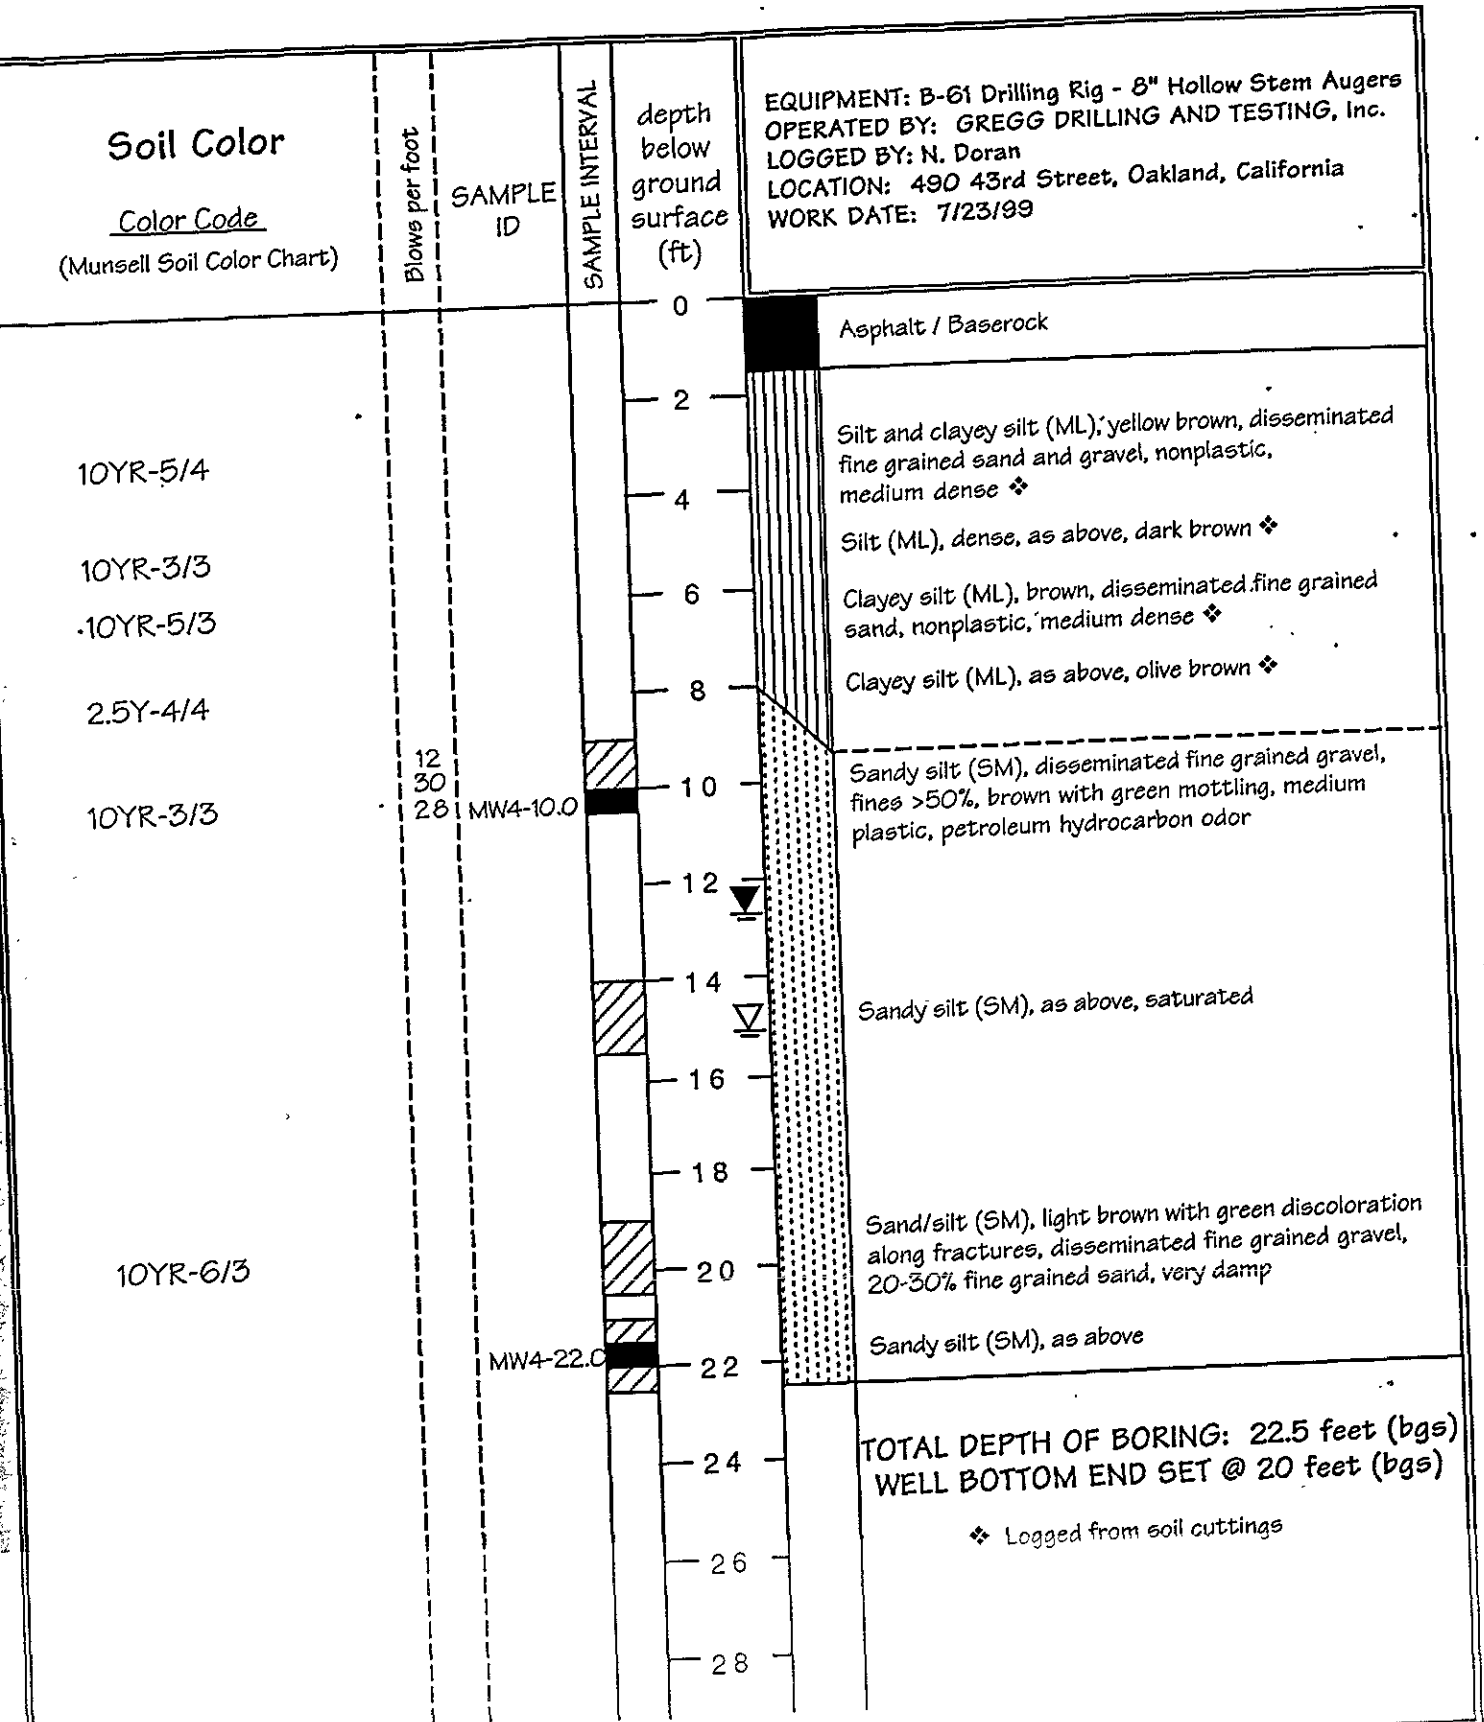 Soil Color
Color Code
(Munsell Soil Color Chart)
Blows per foot
SAMPLE
ID
SAMPLE INTERVAL
depth
below
ground
surface
(ft)
EQUIPMENT: B-61 Drilling Rig - 8" Hollow Stem Augers
OPERATED BY: GREGG DRILLING AND TESTING, Inc.
LOGGED BY: N. Doran
LOCATION: 490 43rd Street, Oakland, California
WORK DATE: 7/23/99
0
Asphalt / Baserock
2
10YR-5/4
Silt and clayey silt (ML), yellow brown, disseminated
fine grained sand and gravel, nonplastic,
medium dense ❖
4
10YR-3/3
Silt (ML), dense, as above, dark brown ❖
6
10YR-5/3
Clayey silt (ML), brown, disseminated fine grained
sand, nonplastic, medium dense ❖
8
2.5Y-4/4
Clayey silt (ML), as above, olive brown ❖
12
30
28
MW4-10.0
10
10YR-3/3
Sandy silt (SM), disseminated fine grained gravel,
fines >50%, brown with green mottling, medium
plastic, petroleum hydrocarbon odor
12
14
Sandy silt (SM), as above, saturated
16
18
10YR-6/3
20
Sand/silt (SM), light brown with green discoloration
along fractures, disseminated fine grained gravel,
20-30% fine grained sand, very damp
MW4-22.0
22
Sandy silt (SM), as above
24
TOTAL DEPTH OF BORING: 22.5 feet (bgs)
WELL BOTTOM END SET @ 20 feet (bgs)
❖ Logged from soil cuttings
26
28